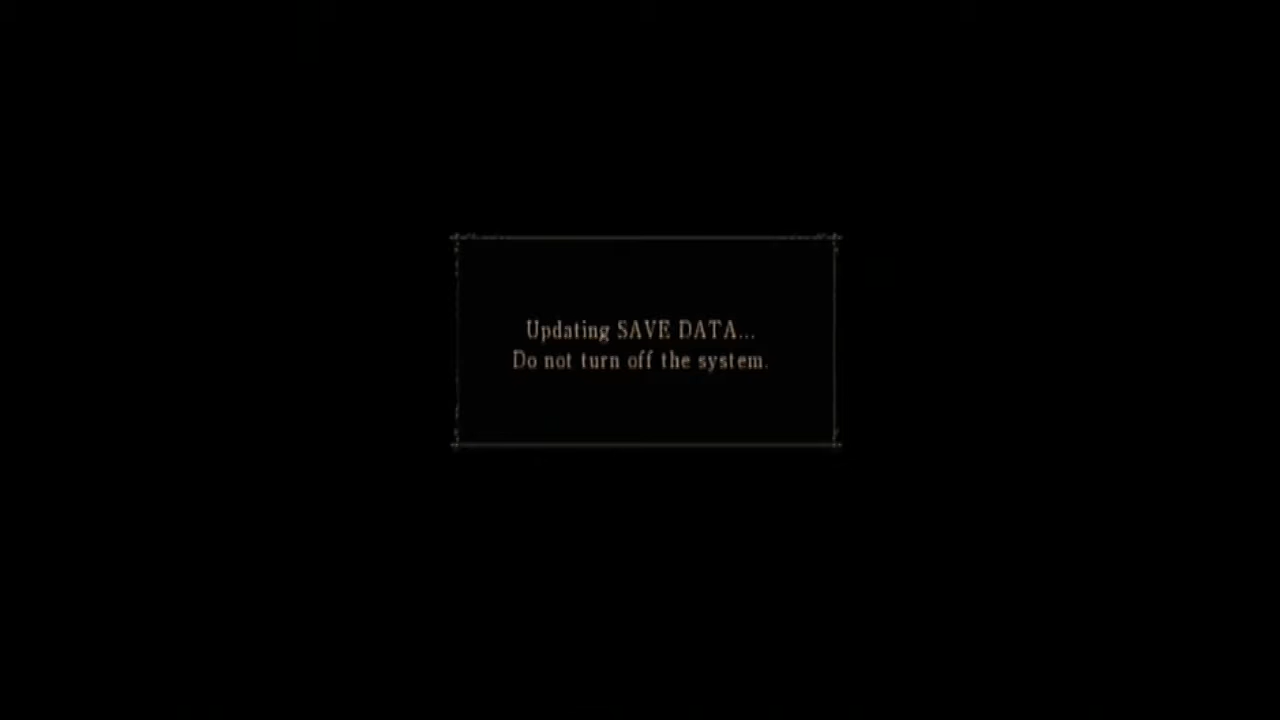 Updating SAVE DATA...
Do not turn off the system.